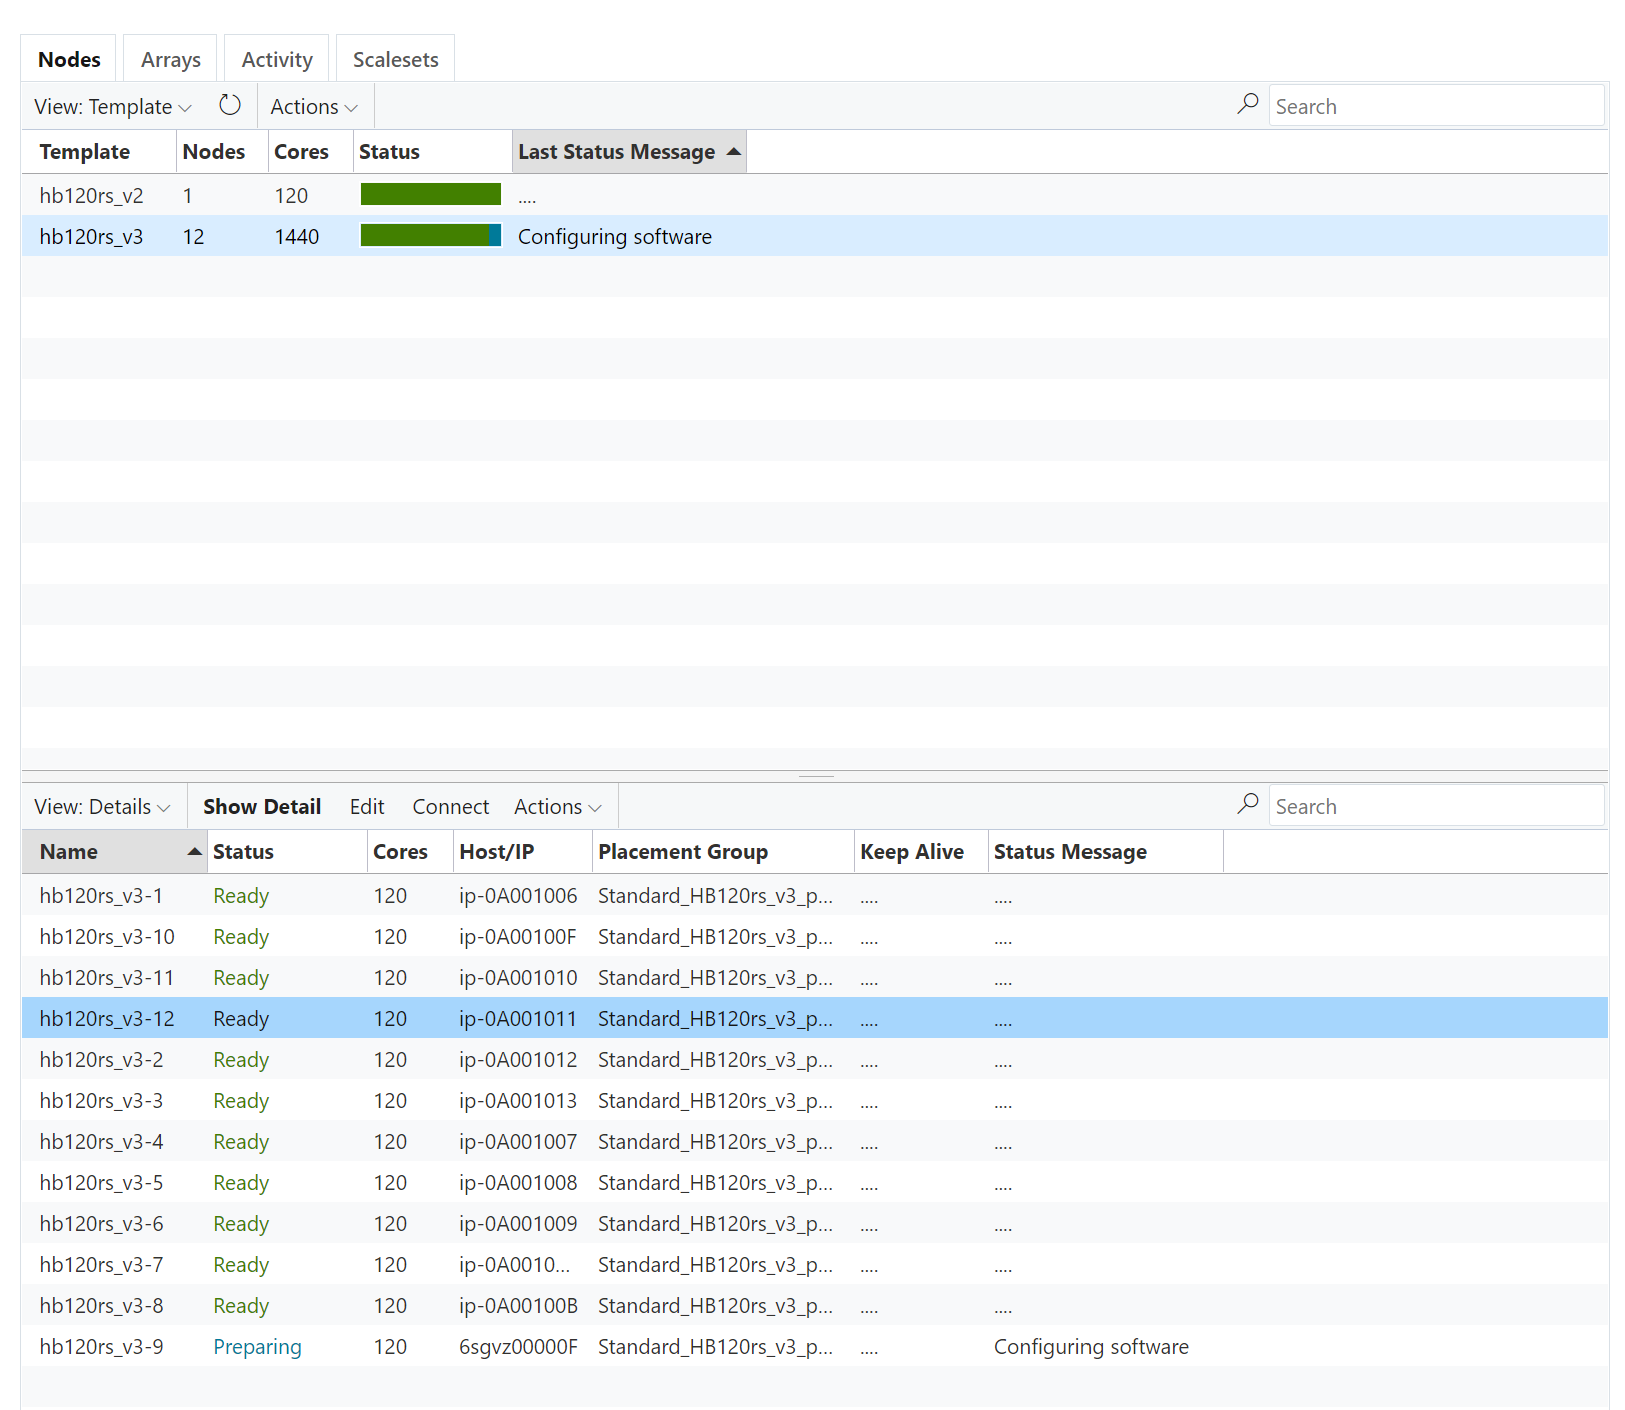 Nodes Arrays Activity Scalesets
View: Template Actions Search
Template Nodes Cores Status Last Status Message
hb120rs_v2 1 120 ....
hb120rs_v3 12 1440 Configuring software
View: Details Show Detail Edit Connect Actions Search
Name Status Cores Host/IP Placement Group Keep Alive Status Message
hb120rs_v3-1 Ready 120 ip-0A001006 Standard_HB120rs_v3_p... .... ....
hb120rs_v3-10 Ready 120 ip-0A00100F Standard_HB120rs_v3_p... .... ....
hb120rs_v3-11 Ready 120 ip-0A001010 Standard_HB120rs_v3_p... .... ....
hb120rs_v3-12 Ready 120 ip-0A001011 Standard_HB120rs_v3_p... .... ....
hb120rs_v3-2 Ready 120 ip-0A001012 Standard_HB120rs_v3_p... .... ....
hb120rs_v3-3 Ready 120 ip-0A001013 Standard_HB120rs_v3_p... .... ....
hb120rs_v3-4 Ready 120 ip-0A001007 Standard_HB120rs_v3_p... .... ....
hb120rs_v3-5 Ready 120 ip-0A001008 Standard_HB120rs_v3_p... .... ....
hb120rs_v3-6 Ready 120 ip-0A001009 Standard_HB120rs_v3_p... .... ....
hb120rs_v3-7 Ready 120 ip-0A0010... Standard_HB120rs_v3_p... .... ....
hb120rs_v3-8 Ready 120 ip-0A00100B Standard_HB120rs_v3_p... .... ....
hb120rs_v3-9 Preparing 120 6sgvz00000F Standard_HB120rs_v3_p... .... Configuring software